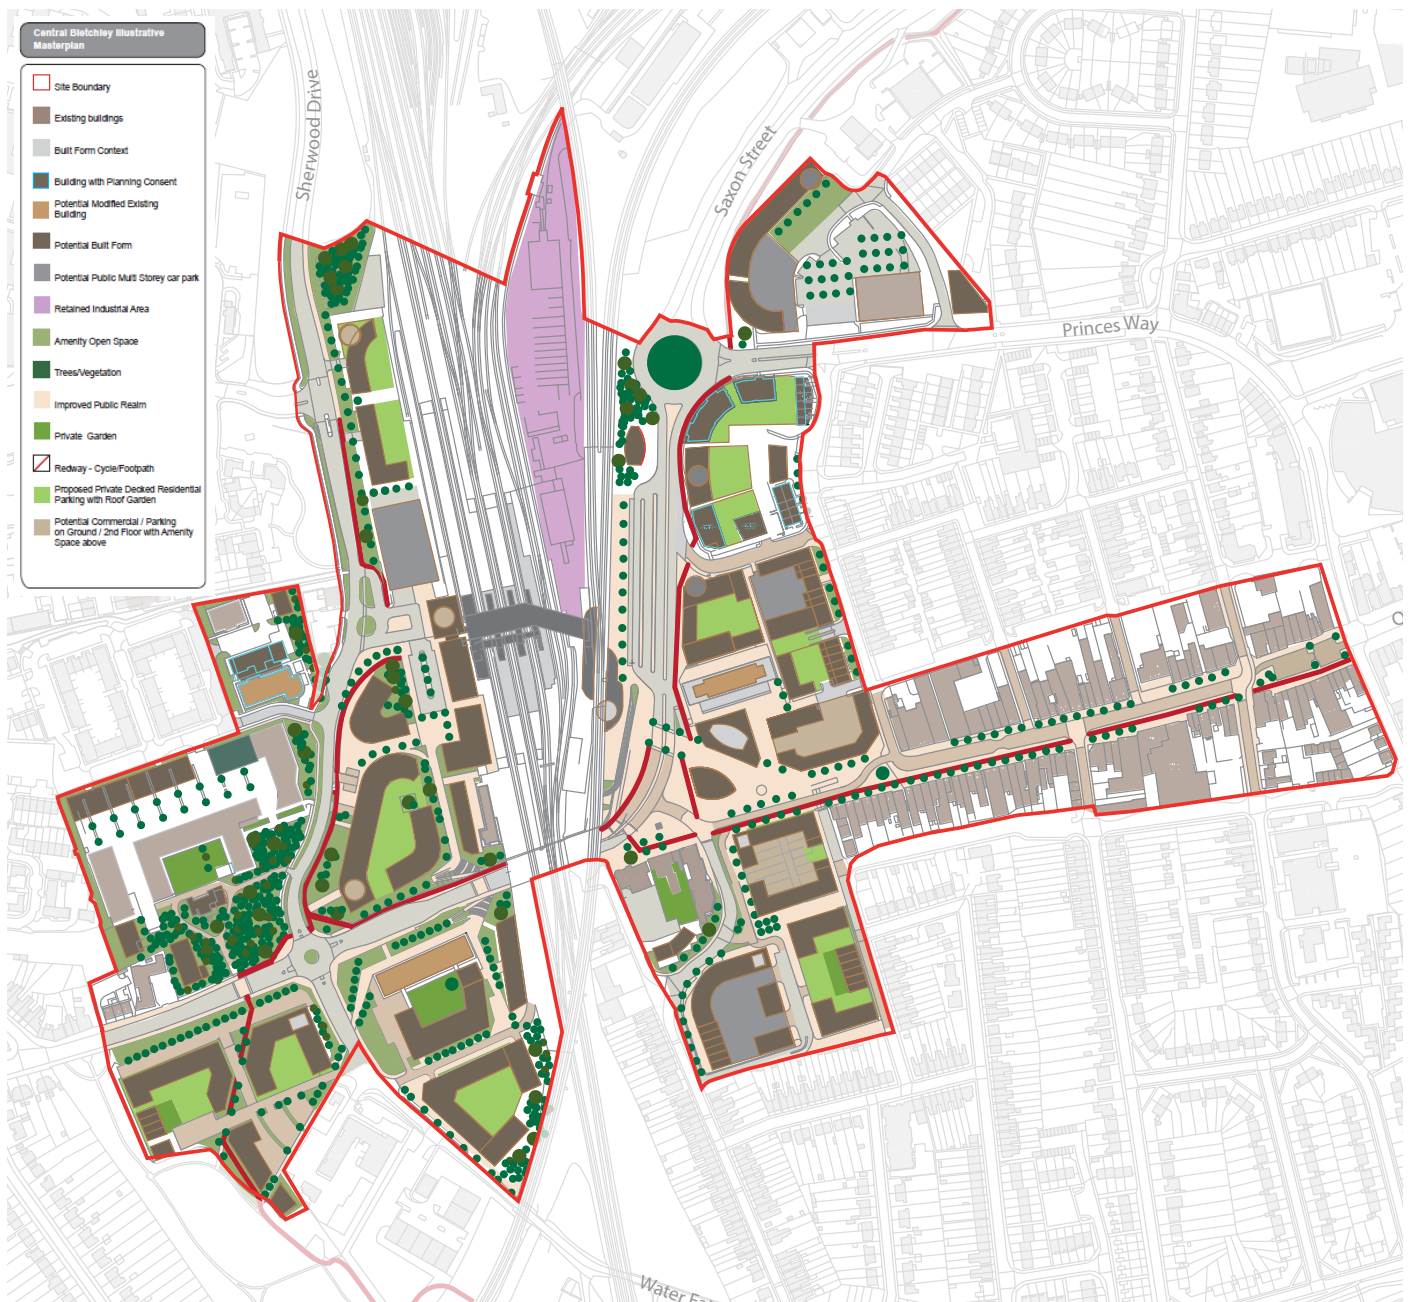 Central Bletchley Illustrative
Masterplan
Site Boundary
Existing buildings
Built Form Context
Building with Planning Consent
Potential Modified Existing
Building
Potential Built Form
Potential Public Multi Storey car park
Retained Industrial Area
Amenity Open Space
Trees/Vegetation
Improved Public Realm
Private Garden
Redway - Cycle/Footpath
Proposed Private Decked Residential
Parking with Roof Garden
Potential Commercial / Parking
on Ground / 2nd Floor with Amenity
Space above
Sherwood Drive
Saxon Street
Princes Way
Water